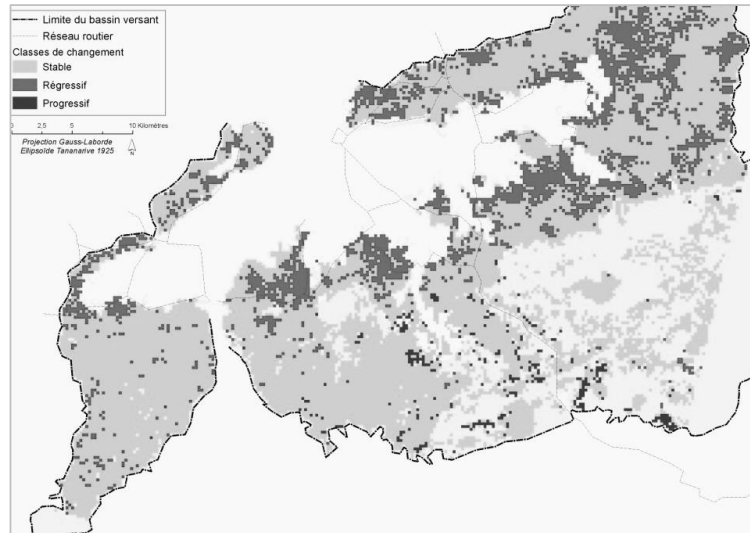 Limite du bassin versant
Réseau routier
Classes de changement
Stable
Régressif
Progressif
0 2,5 5 10 Kilomètres
Projection Gauss-Laborde
Ellipsoïde Tananarive 1925
N